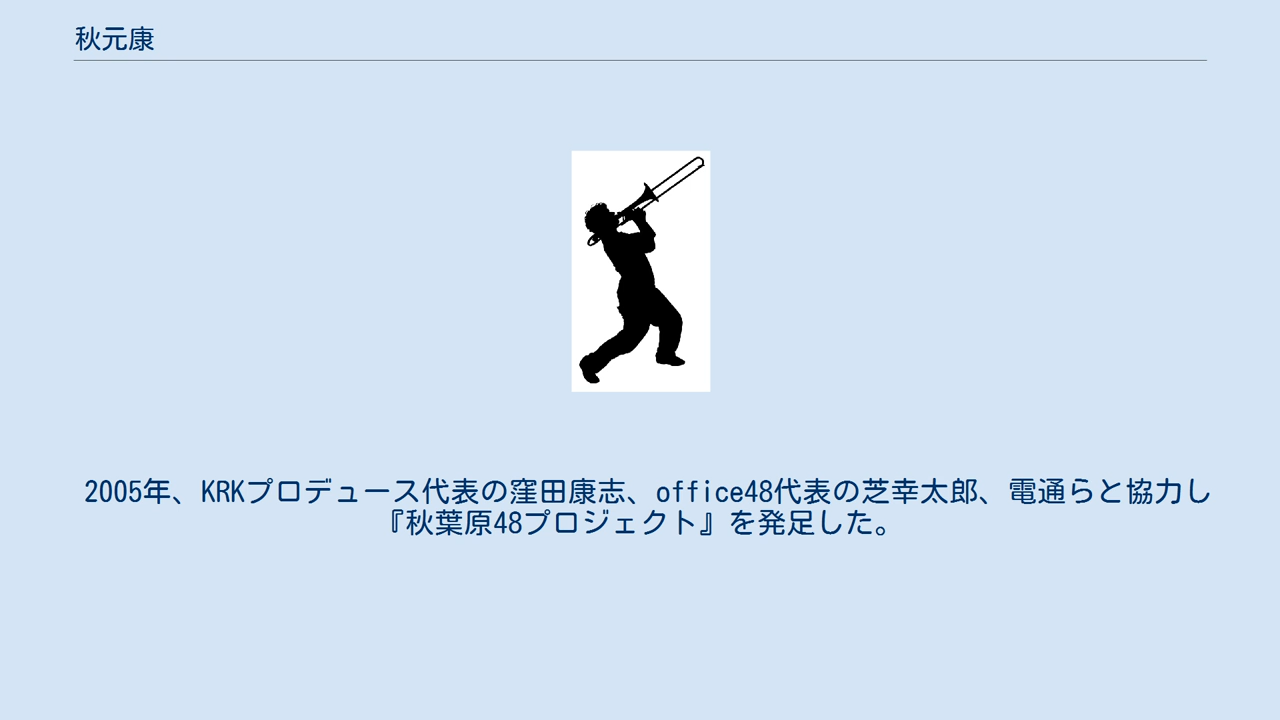 秋元康
2005年、KRKプロデュース代表の窪田康志、office48代表の芝幸太郎、電通らと協力し
『秋葉原48プロジェクト』を発足した。